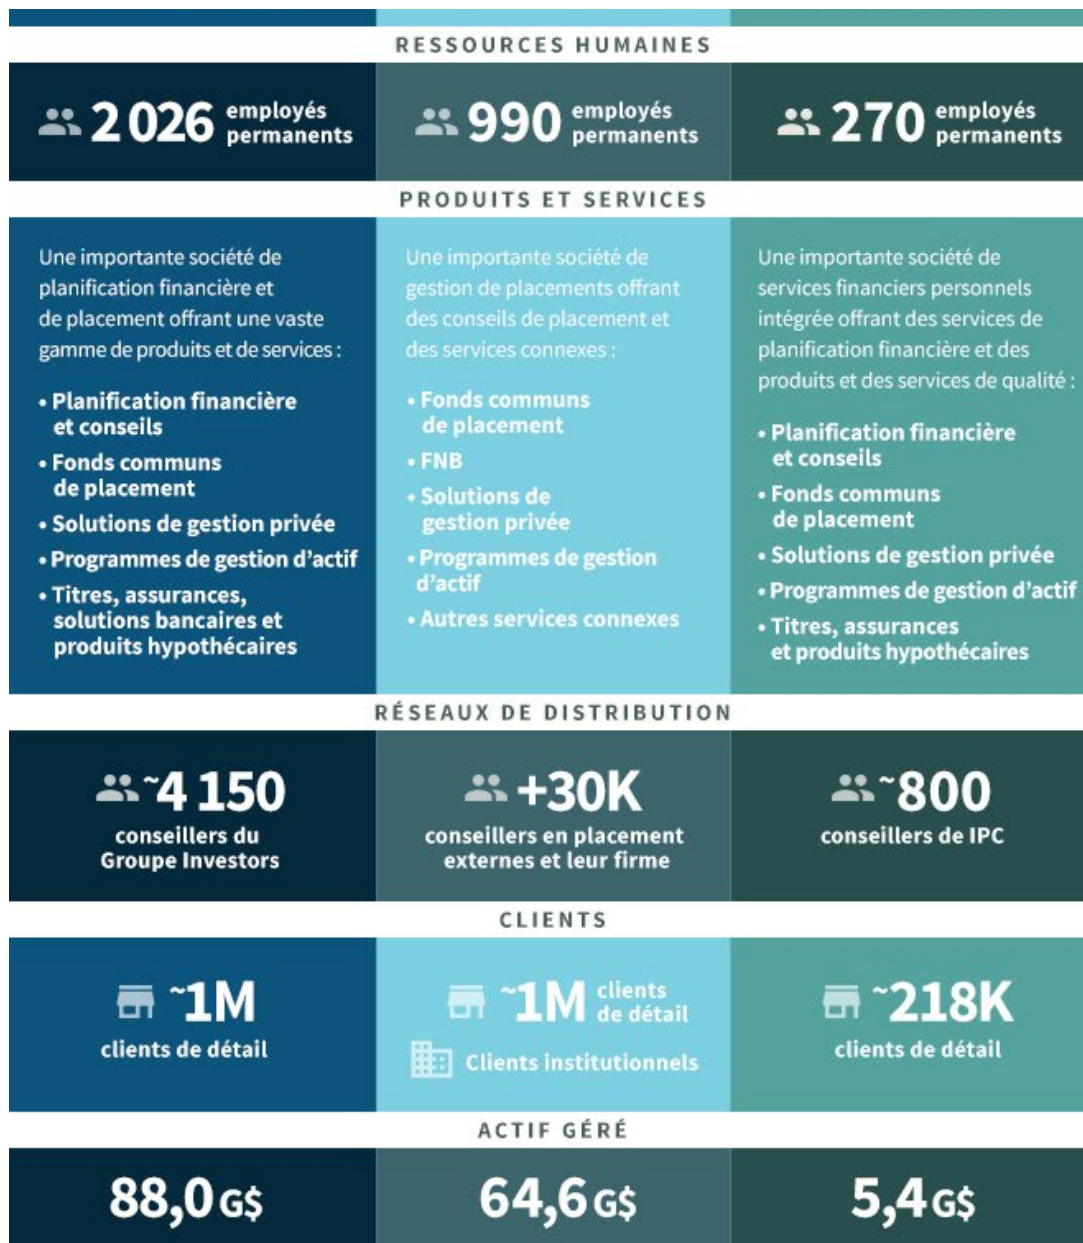 RESSOURCES HUMAINES
2 026 employés permanents
990 employés permanents
270 employés permanents
PRODUITS ET SERVICES
Une importante société de
planification financière et
de placement offrant une vaste
gamme de produits et de services :
• Planification financière
et conseils
• Fonds communs
de placement
• Solutions de gestion privée
• Programmes de gestion d’actif
• Titres, assurances,
solutions bancaires et
produits hypothécaires
Une importante société de
gestion de placements offrant
des conseils de placement et
des services connexes :
• Fonds communs
de placement
• FNB
• Solutions de
gestion privée
• Programmes de gestion
d’actif
• Autres services connexes
Une importante société de
services financiers personnels
intégrée offrant des services de
planification financière et des
produits et des services de qualité :
• Planification financière
et conseils
• Fonds communs
de placement
• Solutions de gestion privée
• Programmes de gestion d’actif
• Titres, assurances
et produits hypothécaires
RÉSEAUX DE DISTRIBUTION
~4 150
conseillers du
Groupe Investors
+30K
conseillers en placement
externes et leur firme
~800
conseillers de IPC
CLIENTS
~1M
clients de détail
~1M clients de détail
Clients institutionnels
~218K
clients de détail
ACTIF GÉRÉ
88,0 G$
64,6 G$
5,4 G$